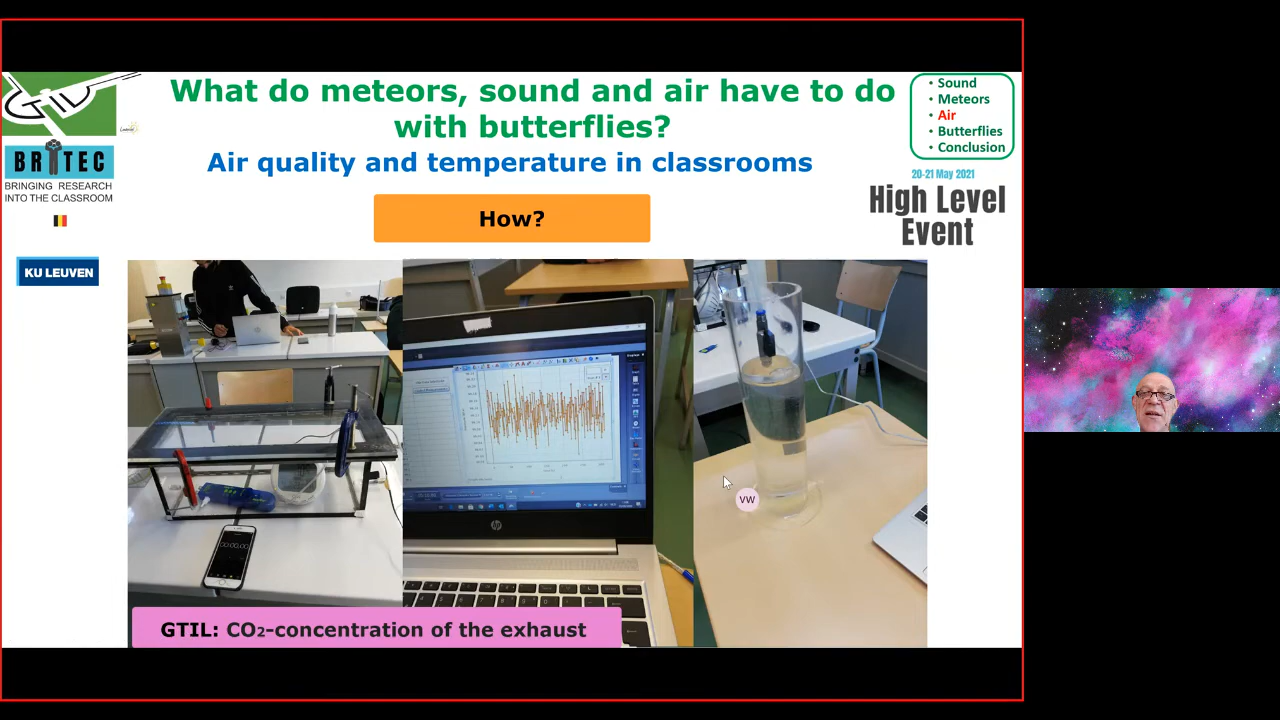 What do meteors, sound and air have to do
with butterflies?
Air quality and temperature in classrooms
How?
• Sound
• Meteors
• Air
• Butterflies
• Conclusion
20-21 May 2021
High Level
Event
GTIL
BRITEC
BRINGING RESEARCH
INTO THE CLASSROOM
KU LEUVEN
hp
VW
GTIL: CO₂-concentration of the exhaust